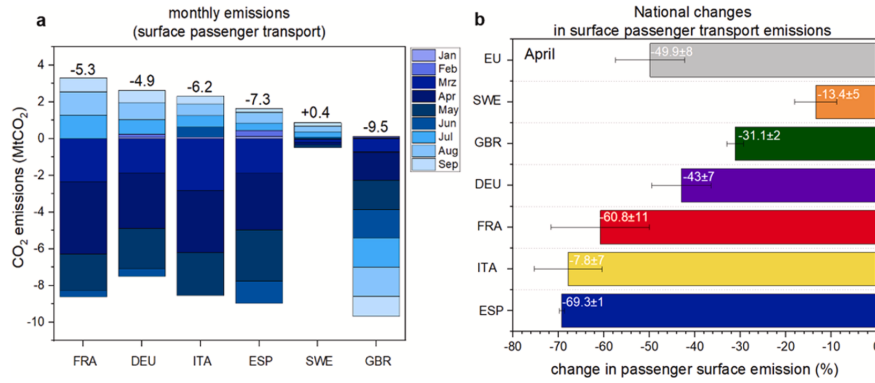 a
monthly emissions
(surface passenger transport)
CO₂ emissions (MtCO₂)
4
2
0
-2
-4
-6
-8
-10
-5.3
-4.9
-6.2
-7.3
+0.4
-9.5
FRA
DEU
ITA
ESP
SWE
GBR
Jan
Feb
Mrz
Apr
May
Jun
Jul
Aug
Sep
b
National changes
in surface passenger transport emissions
April
EU
SWE
GBR
DEU
FRA
ITA
ESP
-49.9±8
-13.4±5
-31.1±2
-43±7
-60.8±11
-7.8±7
-69.3±1
-80
-70
-60
-50
-40
-30
-20
-10
-0
change in passenger surface emission (%)